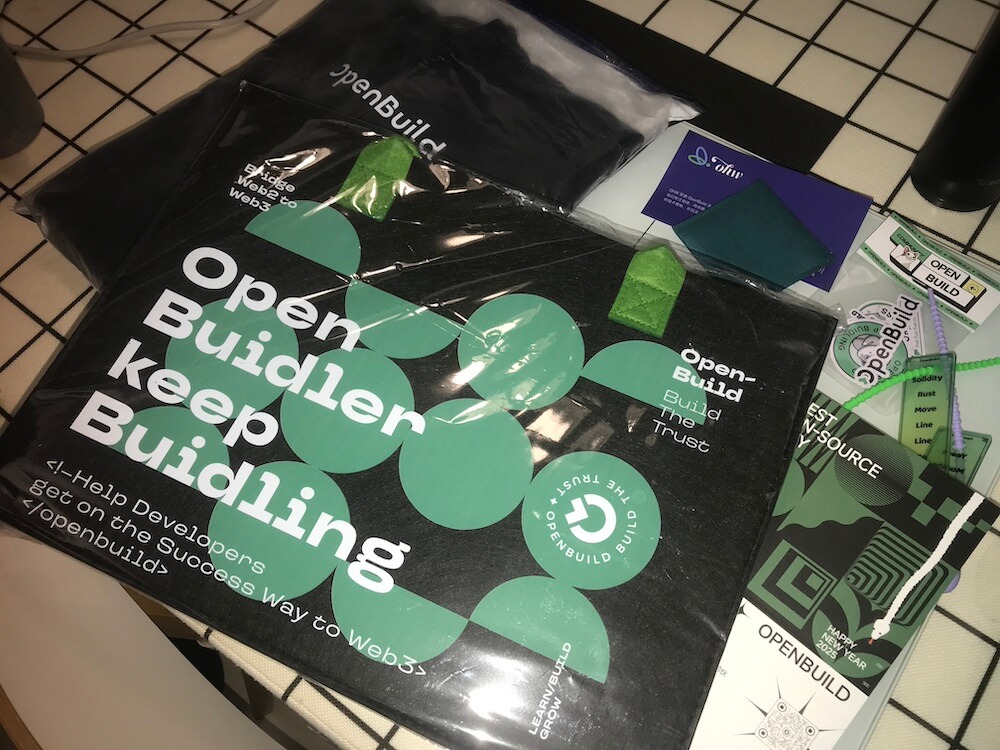 OpenBuild
Bridge
Web2 to
Web3
Open
Buidler
keep
Buidling
<!—Help Developers
get on the Success Way to Web3>
</openbuild>
Open-
Build
Build
The
Trust
OPENBUILD BUILD THE TRUST
LEARN/BUILD
GROW
OPEN
BUILD
OpenBuild
Solidity
Rust
Move
Line
Line
EST
N-SOURCE
HAPPY
NEW YEAR
2025
OPENBUILD